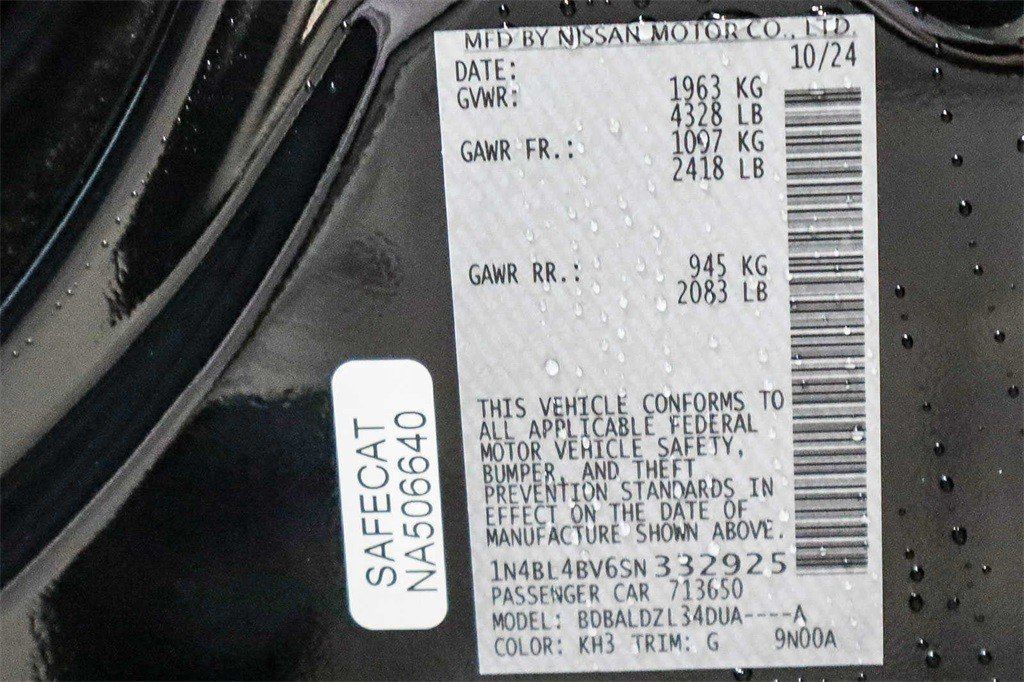 MFD BY NISSAN MOTOR CO., LTD.
DATE: 10/24
GVWR: 1963 KG
4328 LB
GAWR FR.: 1097 KG
2418 LB
GAWR RR.: 945 KG
2083 LB
THIS VEHICLE CONFORMS TO
ALL APPLICABLE FEDERAL
MOTOR VEHICLE SAFETY,
BUMPER, AND THEFT
PREVENTION STANDARDS IN
EFFECT ON THE DATE OF
MANUFACTURE SHOWN ABOVE.
1N4BL4BV6SN332925
PASSENGER CAR 713650
MODEL: BDBALDZL34DUA----A
COLOR: KH3 TRIM: G 9N00A
SAFECAT
NA506640